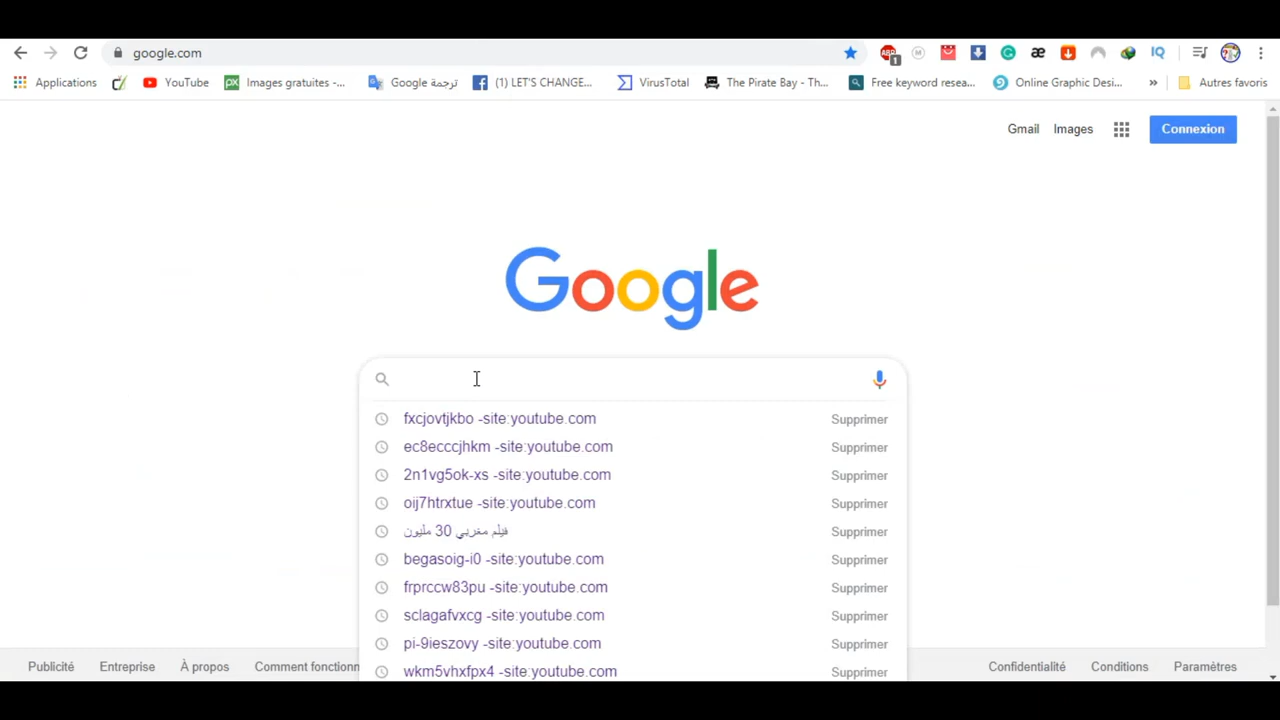 google.com
ABP 1 M æ IQ
Applications YouTube Images gratuites -... Google ترجمة (1) LET'S CHANGE... VirusTotal The Pirate Bay - Th... Free keyword resea... Online Graphic Desi... » Autres favoris
Gmail Images Connexion
Google
fxcjovtjkbo -site:youtube.com Supprimer
ec8ecccjhkm -site:youtube.com Supprimer
2n1vg5ok-xs -site:youtube.com Supprimer
oij7htrxtue -site:youtube.com Supprimer
فيلم مغربي 30 مليون Supprimer
begasoig-i0 -site:youtube.com Supprimer
frprccw83pu -site:youtube.com Supprimer
sclagafvxcg -site:youtube.com Supprimer
pi-9ieszovy -site:youtube.com Supprimer
wkm5vhxfpx4 -site:youtube.com Supprimer
Publicité Entreprise À propos Comment fonctionn Confidentialité Conditions Paramètres